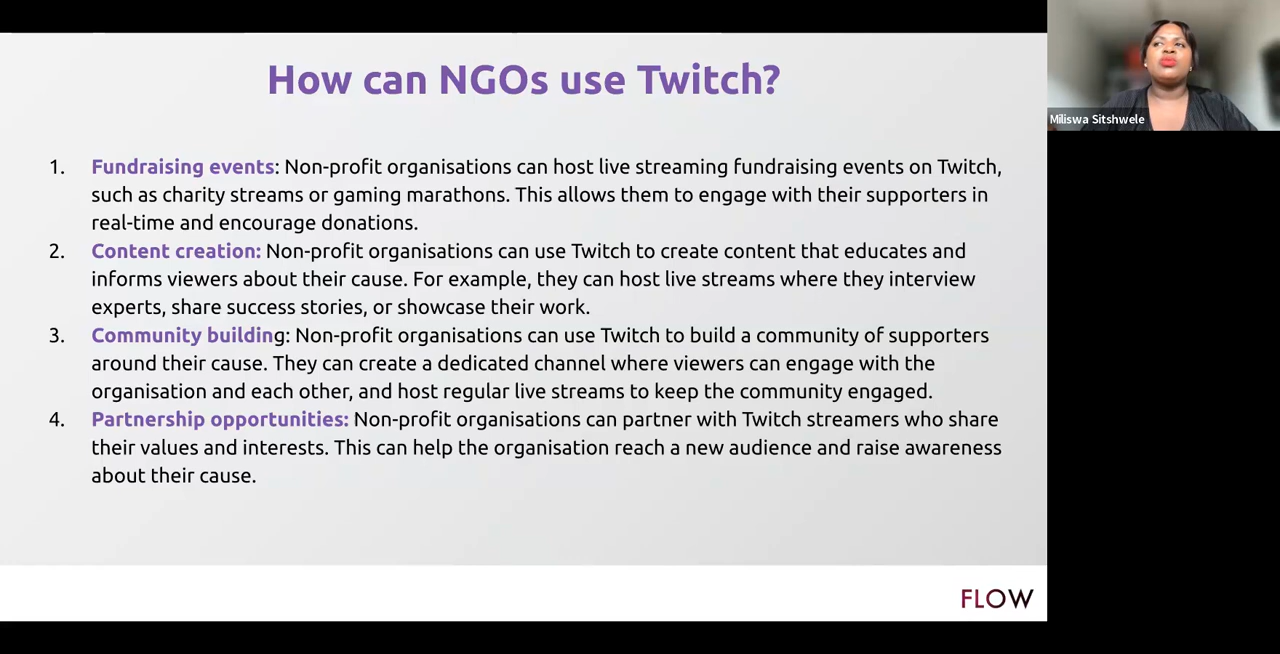 How can NGOs use Twitch?
Miliswa Sitshwele
1. Fundraising events: Non-profit organisations can host live streaming fundraising events on Twitch,
such as charity streams or gaming marathons. This allows them to engage with their supporters in
real-time and encourage donations.
2. Content creation: Non-profit organisations can use Twitch to create content that educates and
informs viewers about their cause. For example, they can host live streams where they interview
experts, share success stories, or showcase their work.
3. Community building: Non-profit organisations can use Twitch to build a community of supporters
around their cause. They can create a dedicated channel where viewers can engage with the
organisation and each other, and host regular live streams to keep the community engaged.
4. Partnership opportunities: Non-profit organisations can partner with Twitch streamers who share
their values and interests. This can help the organisation reach a new audience and raise awareness
about their cause.
FLOW